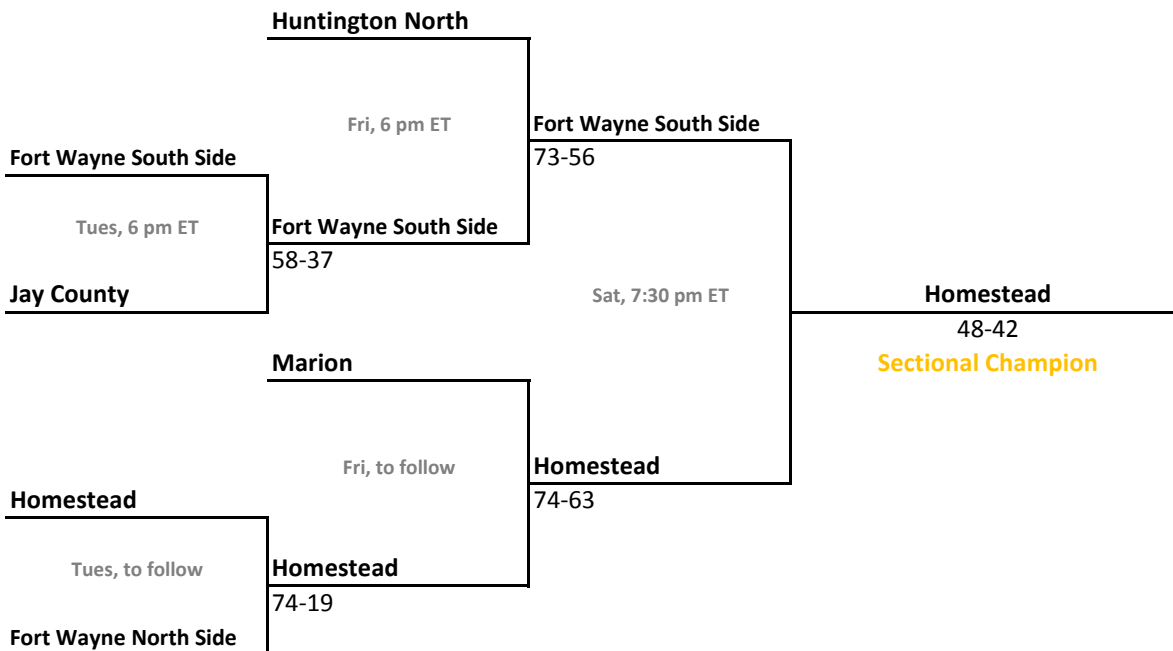 Huntington North
Fri, 6 pm ET
Fort Wayne South Side
73-56
Fort Wayne South Side
Tues, 6 pm ET
Fort Wayne South Side
58-37
Jay County
Sat, 7:30 pm ET
Homestead
48-42
Sectional Champion
Marion
Fri, to follow
Homestead
74-63
Homestead
Tues, to follow
Homestead
74-19
Fort Wayne North Side